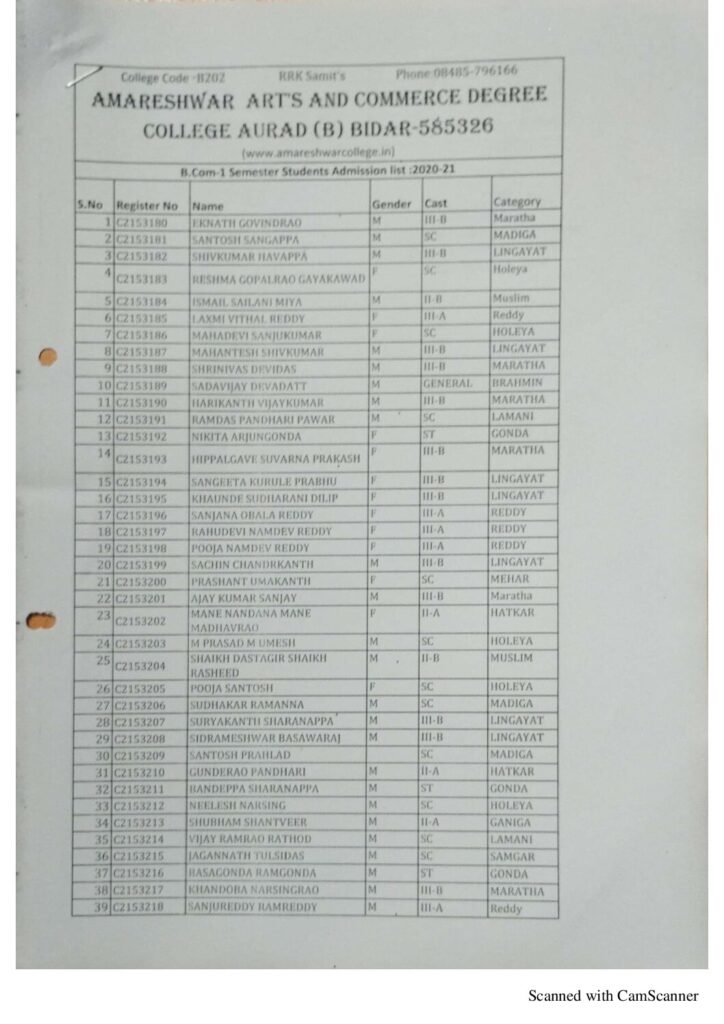 College Code -B202 RRK Samit's Phone:08485-796166
AMARESHWAR ART'S AND COMMERCE DEGREE
COLLEGE AURAD (B) BIDAR-585326
(www.amareshwarcollege.in)
B.Com-1 Semester Students Admission list :2020-21
S.No Register No Name Gender Cast Category
1 C2153180 EKNATH GOVINDRAO M III-B Maratha
2 C2153181 SANTOSH SANGAPPA M SC MADIGA
3 C2153182 SHIVKUMAR HAVAPPA M III-B LINGAYAT
4 C2153183 RESHMA GOPALRAO GAYAKAWAD F SC Holeya
5 C2153184 ISMAIL SAILANI MIYA M II-B Muslim
6 C2153185 LAXMI VITHAL REDDY F III-A Reddy
7 C2153186 MAHADEVI SANJUKUMAR F SC HOLEYA
8 C2153187 MAHANTESH SHIVKUMAR M III-B LINGAYAT
9 C2153188 SHRINIVAS DEVIDAS M III-B MARATHA
10 C2153189 SADAVIJAY DEVADATT M GENERAL BRAHMIN
11 C2153190 HARIKANTH VIJAYKUMAR M III-B MARATHA
12 C2153191 RAMDAS PANDHARI PAWAR M SC LAMANI
13 C2153192 NIKITA ARJUNGONDA F ST GONDA
14 C2153193 HIPPALGAVE SUVARNA PRAKASH F III-B MARATHA
15 C2153194 SANGEETA KURULE PRABHU F III-B LINGAYAT
16 C2153195 KHAUNDE SUDHARANI DILIP F III-B LINGAYAT
17 C2153196 SANJANA OBALA REDDY F III-A REDDY
18 C2153197 RAHUDEVI NAMDEV REDDY F III-A REDDY
19 C2153198 POOJA NAMDEV REDDY F III-A REDDY
20 C2153199 SACHIN CHANDRKANTH M III-B LINGAYAT
21 C2153200 PRASHANT UMAKANTH F SC MEHAR
22 C2153201 AJAY KUMAR SANJAY M III-B Maratha
23 C2153202 MANE NANDANA MANE F II-A HATKAR
MADHAVRAO
24 C2153203 M PRASAD M UMESH M SC HOLEYA
25 C2153204 SHAIKH DASTAGIR SHAIKH M II-B MUSLIM
RASHEED
26 C2153205 POOJA SANTOSH F SC HOLEYA
27 C2153206 SUDHAKAR RAMANNA M SC MADIGA
28 C2153207 SURYAKANTH SHARANAPPA M III-B LINGAYAT
29 C2153208 SIDRAMESHWAR BASAWARAJ M III-B LINGAYAT
30 C2153209 SANTOSH PRAHLAD SC MADIGA
31 C2153210 GUNDERAO PANDHARI M II-A HATKAR
32 C2153211 BANDEPPA SHARANAPPA M ST GONDA
33 C2153212 NEELESH NARSING M SC HOLEYA
34 C2153213 SHUBHAM SHANTVEER M II-A GANIGA
35 C2153214 VIJAY RAMRAO RATHOD M SC LAMANI
36 C2153215 JAGANNATH TULSIDAS M SC SAMGAR
37 C2153216 BASAGONDA RAMGONDA M ST GONDA
38 C2153217 KHANDOBA NARSINGRAO M III-B MARATHA
39 C2153218 SANJUREDDY RAMREDDY M III-A Reddy
Scanned with CamScanner